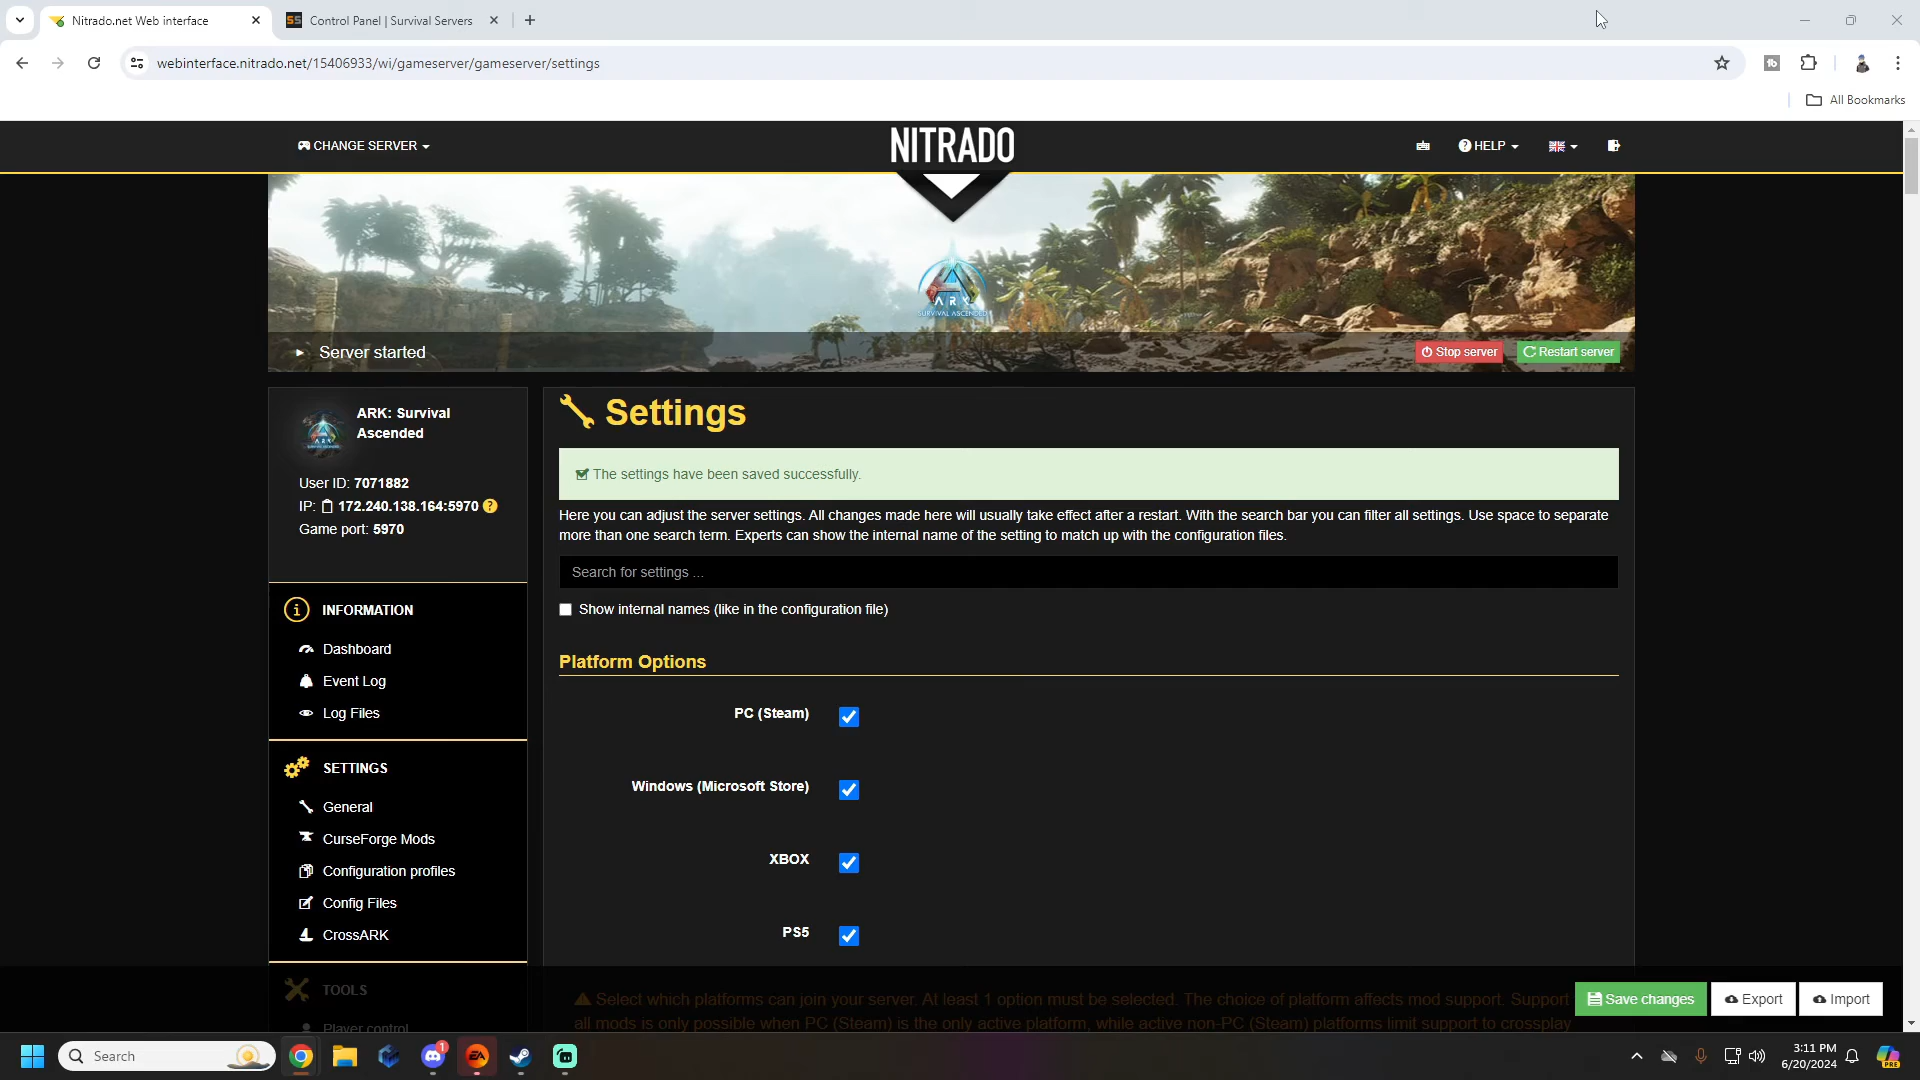 Nitrado.net Web interface
Control Panel | Survival Servers
webinterface.nitrado.net/15406933/wi/gameserver/gameserver/settings
All Bookmarks
CHANGE SERVER
NITRADO
HELP
ARK
SURVIVAL ASCENDED
Server started
Stop server
Restart server
ARK: Survival
Ascended
User ID: 7071882
IP: 172.240.138.164:5970
Game port: 5970
INFORMATION
Dashboard
Event Log
Log Files
SETTINGS
General
CurseForge Mods
Configuration profiles
Config Files
CrossARK
TOOLS
Player control
Settings
The settings have been saved successfully.
Here you can adjust the server settings. All changes made here will usually take effect after a restart. With the search bar you can filter all settings. Use space to separate
more than one search term. Experts can show the internal name of the setting to match up with the configuration files.
Search for settings ...
Show internal names (like in the configuration file)
Platform Options
PC (Steam)
Windows (Microsoft Store)
XBOX
PS5
Select which platforms can join your server. At least 1 option must be selected. The choice of platform affects mod support. Support
all mods is only possible when PC (Steam) is the only active platform, while active non-PC (Steam) platforms limit support to crossplay
Save changes
Export
Import
Search
1
3:11 PM
6/20/2024
PRE